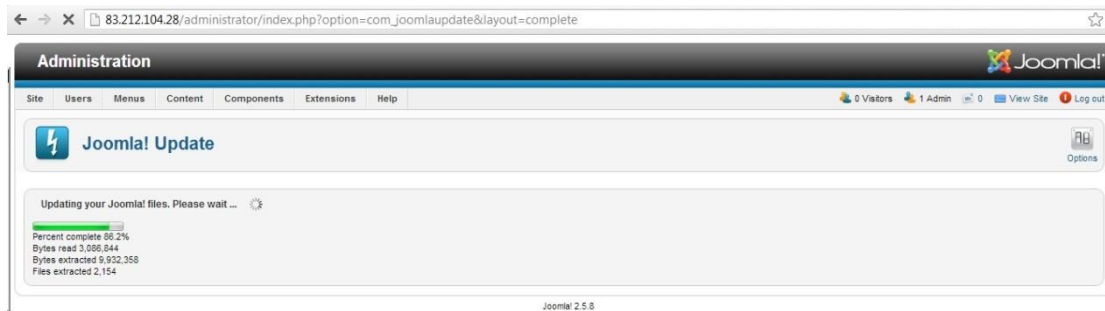 83.212.104.28/administrator/index.php?option=com_joomlaupdate&layout=complete
Administration
Joomla!
Site Users Menus Content Components Extensions Help 0 Visitors 1 Admin 0 View Site Log out
Joomla! Update
Options
Updating your Joomla! files. Please wait ...
Percent complete 86.2%
Bytes read 3,086,844
Bytes extracted 9,932,358
Files extracted 2,154
Joomla! 2.5.8